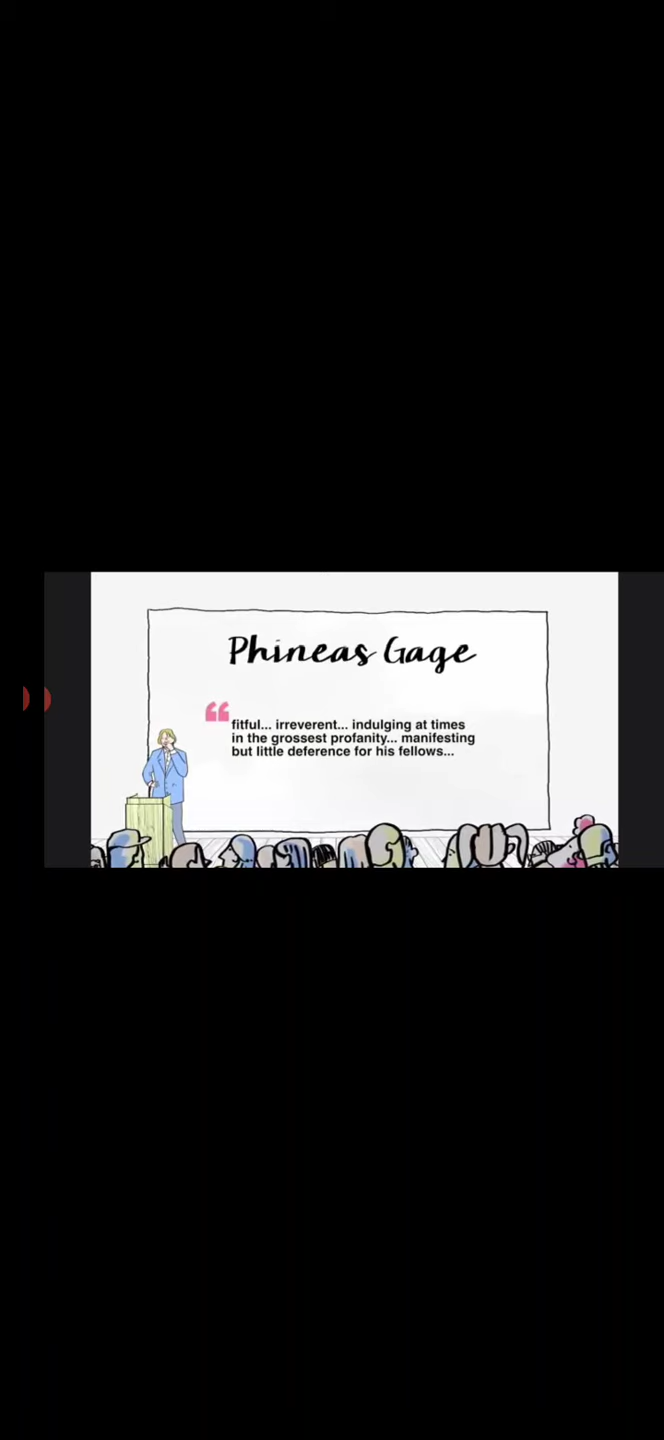 Phineas Gage
“fitful... irreverent... indulging at times
in the grossest profanity... manifesting
but little deference for his fellows...